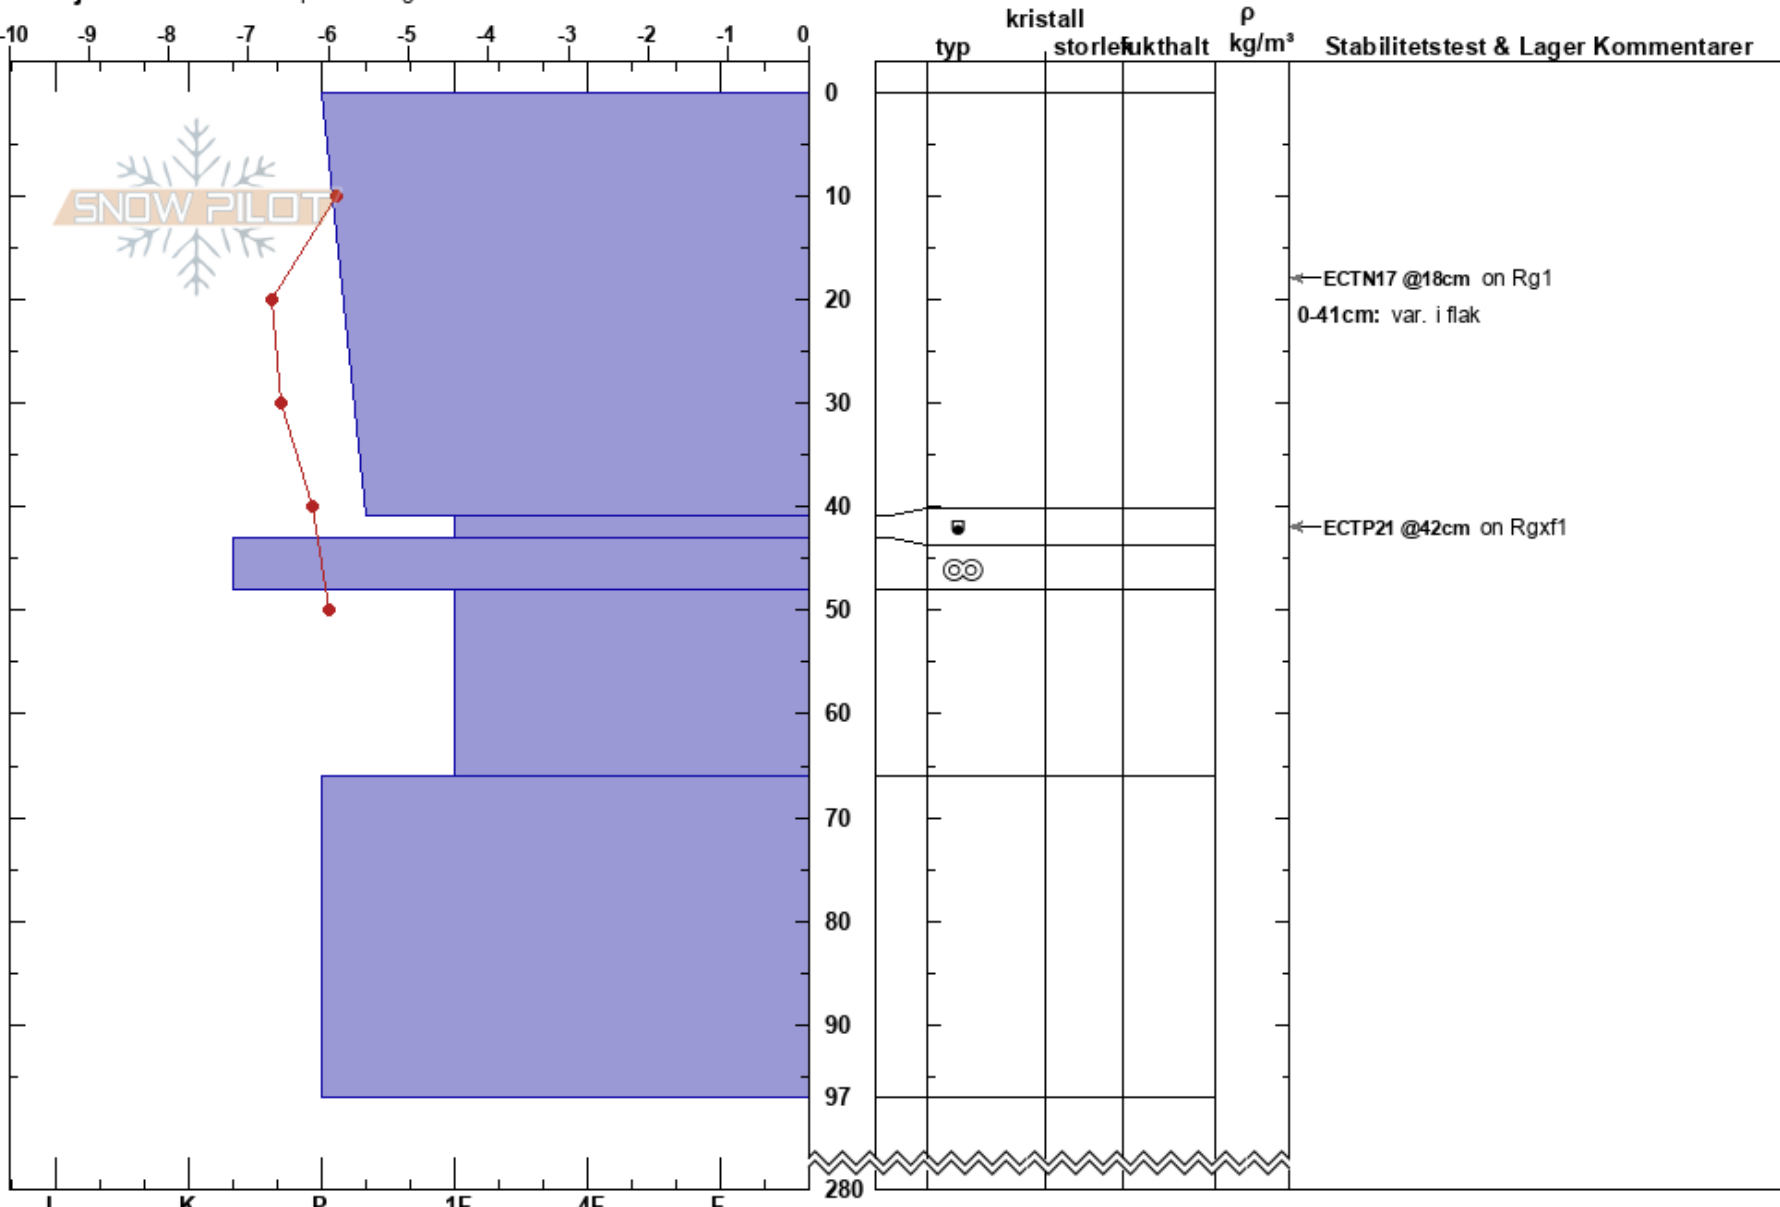 kristall ρ
-10 -9 -8 -7 -6 -5 -4 -3 -2 -1 0
typ storlek fukthalt kg/m³ Stabilitetstest & Lager Kommentarer
0
SNOW PILOT
10
ECTN17 @18cm on Rg1
20
0-41cm: var. i flak
30
40
ECTP21 @42cm on Rgxf1
50
60
70
80
90
97
280
I K P 1F 4F F